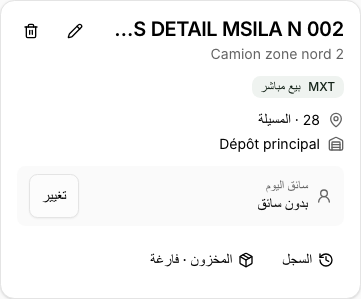 ...S DETAIL MSILA N 002
Camion zone nord 2
MXT بيع مباشر
28 · المسيلة
Dépôt principal
سائق اليوم
بدون سائق
تغيير
السجل
المخزون · فارغة